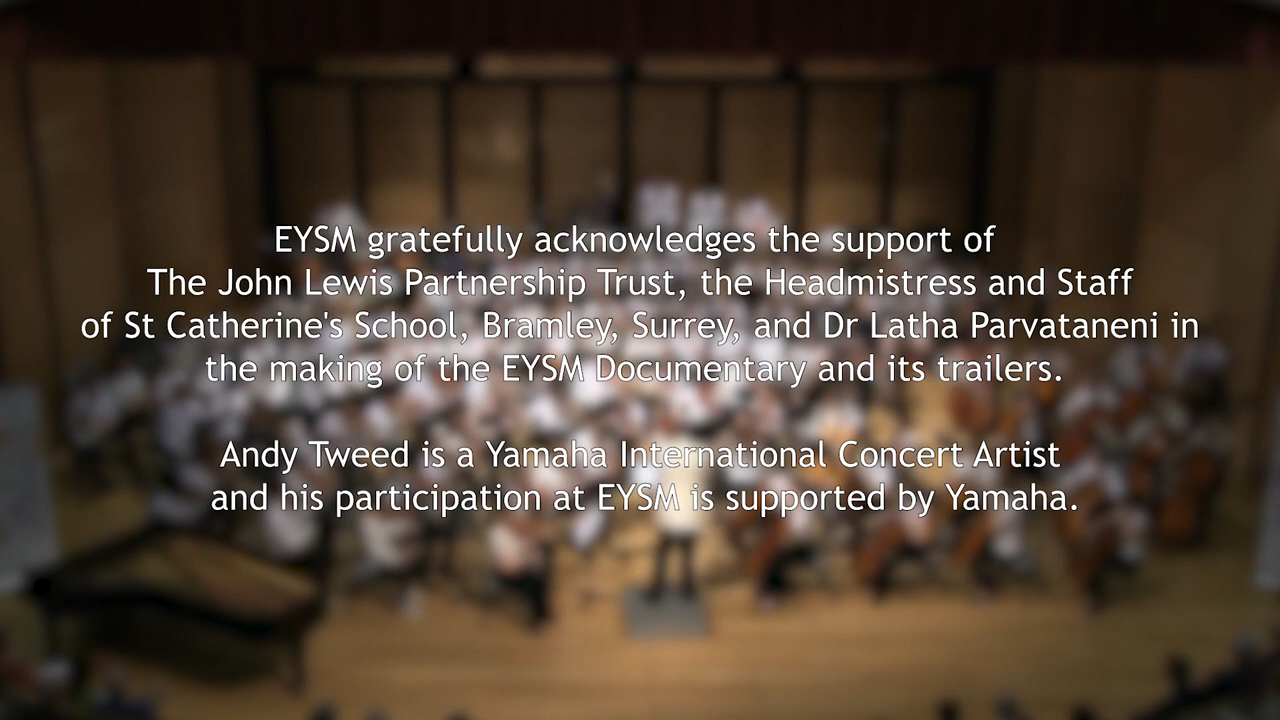 EYSM gratefully acknowledges the support of
The John Lewis Partnership Trust, the Headmistress and Staff
of St Catherine's School, Bramley, Surrey, and Dr Latha Parvataneni in
the making of the EYSM Documentary and its trailers.
Andy Tweed is a Yamaha International Concert Artist
and his participation at EYSM is supported by Yamaha.